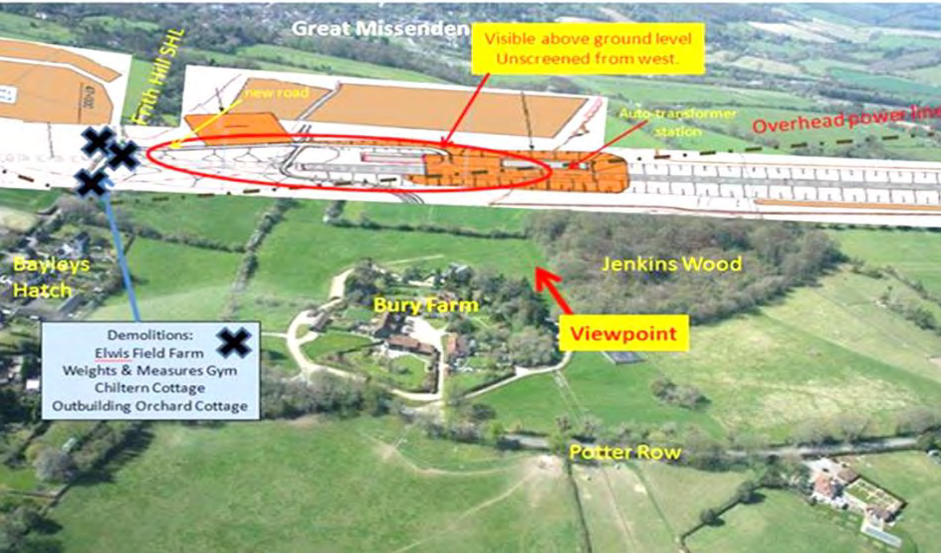 Great Missenden
Visible above ground level
Unscreened from west.
Frith Hill SHL
new road
Auto-transformer
station
Overhead power line
Bayleys
Hatch
Jenkins Wood
Bury Farm
Viewpoint
Demolitions:
Elwis Field Farm
Weights & Measures Gym
Chiltern Cottage
Outbuilding Orchard Cottage
Potter Row